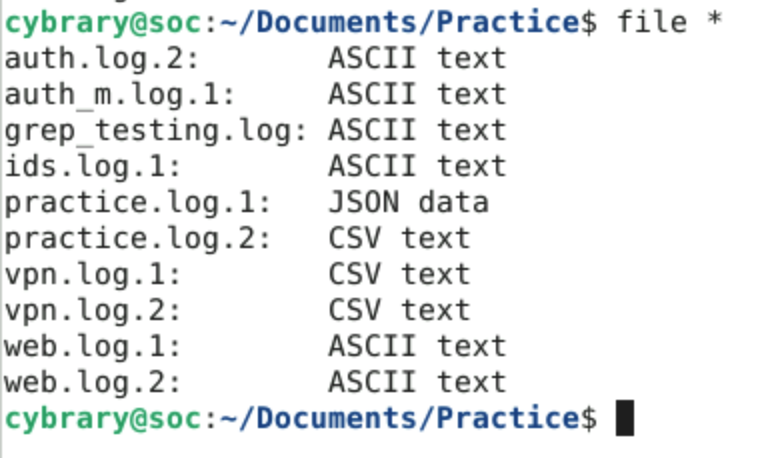 cybrary@soc:~/Documents/Practice$ file *
auth.log.2:        ASCII text
auth_m.log.1:      ASCII text
grep_testing.log: ASCII text
ids.log.1:         ASCII text
practice.log.1:   JSON data
practice.log.2:   CSV text
vpn.log.1:         CSV text
vpn.log.2:         CSV text
web.log.1:         ASCII text
web.log.2:         ASCII text
cybrary@soc:~/Documents/Practice$